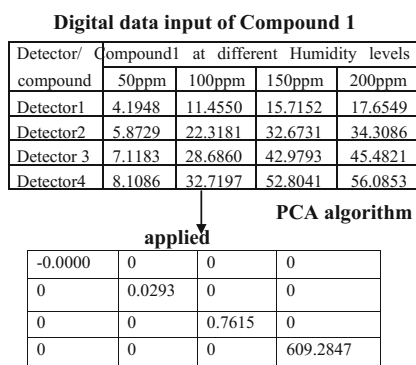 Digital data input of Compound 1
Detector/ Compound1 at different Humidity levels
compound 50ppm 100ppm 150ppm 200ppm
Detector1 4.1948 11.4550 15.7152 17.6549
Detector2 5.8729 22.3181 32.6731 34.3086
Detector 3 7.1183 28.6860 42.9793 45.4821
Detector4 8.1086 32.7197 52.8041 56.0853
PCA algorithm
applied
-0.0000 0 0 0
0 0.0293 0 0
0 0 0.7615 0
0 0 0 609.2847